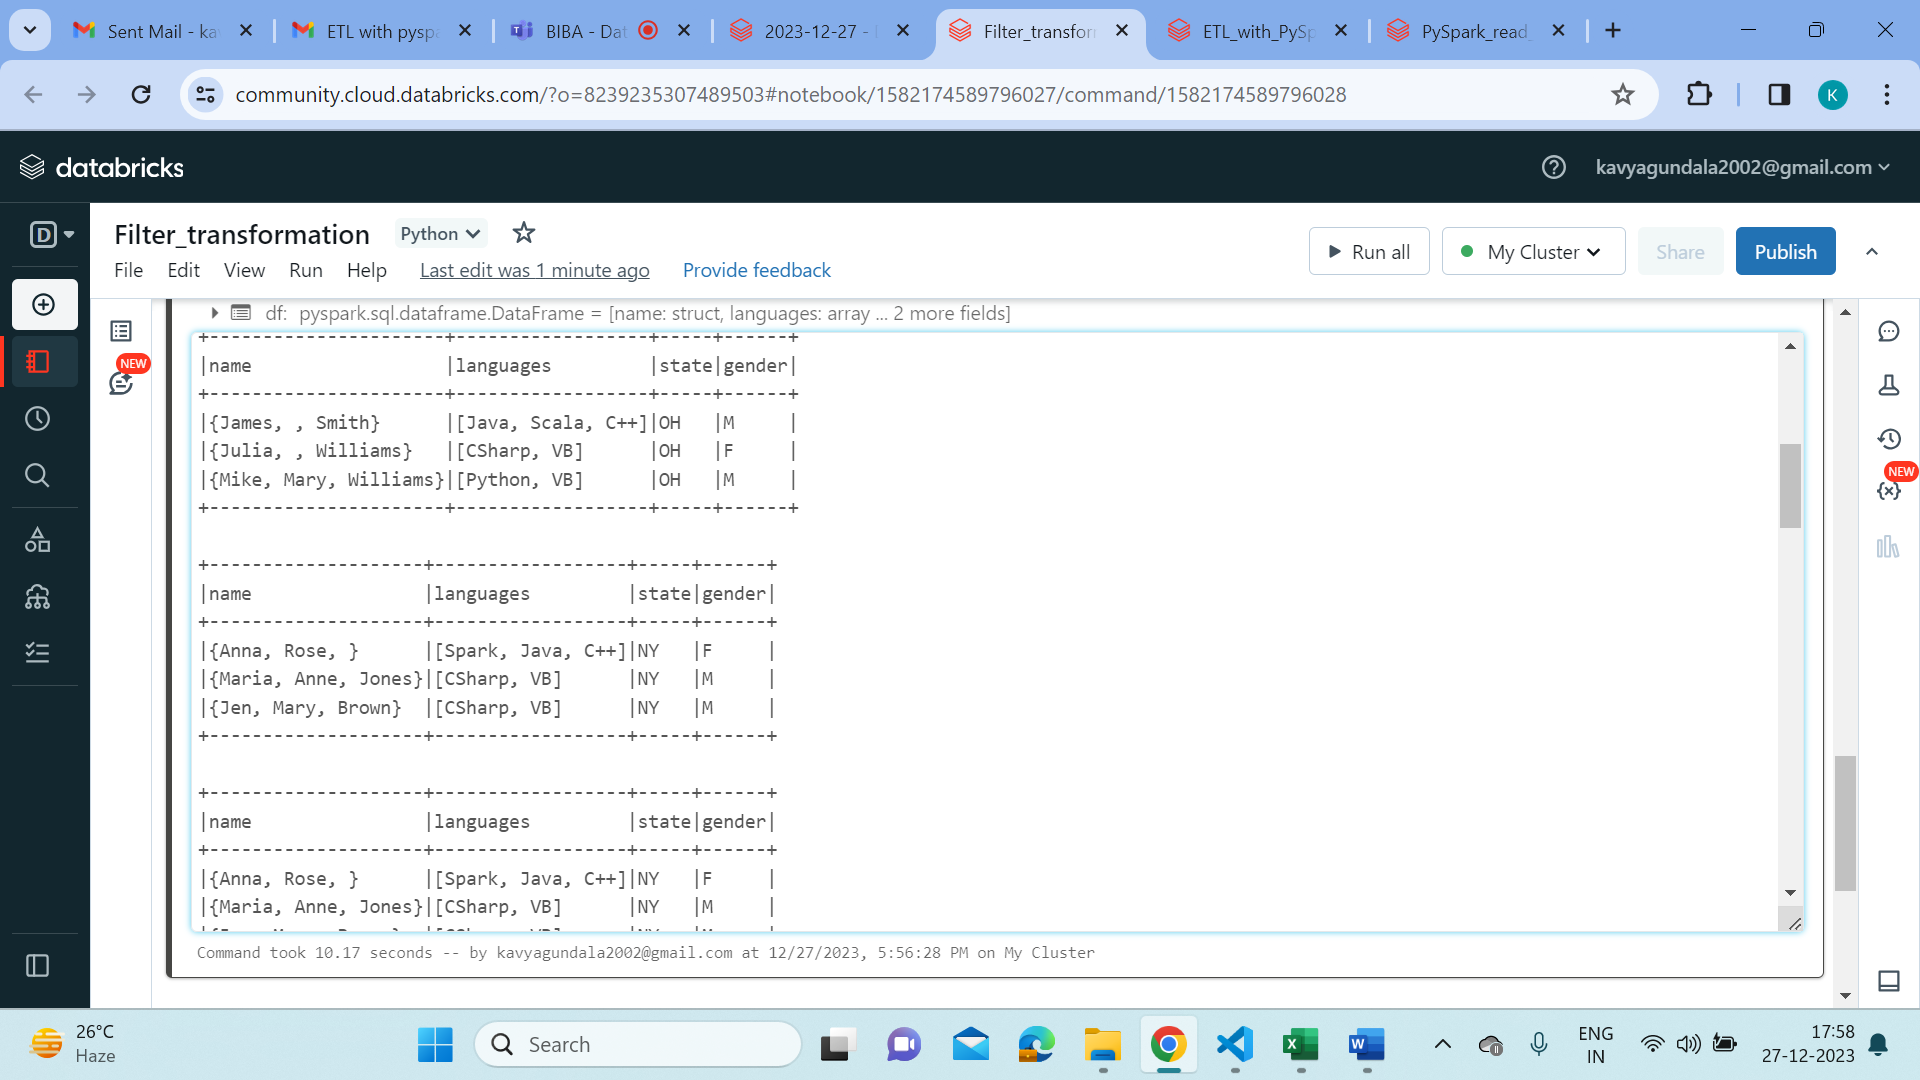 Sent Mail - ka
ETL with pyspa
BIBA - Dat
2023-12-27 -
Filter_transfor
ETL_with_PySp
PySpark_read_
community.cloud.databricks.com/?o=8239235307489503#notebook/1582174589796027/command/1582174589796028
K
databricks
kavyagundala2002@gmail.com
D
Filter_transformation
Python
File Edit View Run Help Last edit was 1 minute ago Provide feedback
Run all
My Cluster
Share
Publish
NEW
NEW
df: pyspark.sql.dataframe.DataFrame = [name: struct, languages: array ... 2 more fields]
+----------------------+------------------+-----+------+
|name                  |languages         |state|gender|
+----------------------+------------------+-----+------+
|{James, , Smith}      |[Java, Scala, C++]|OH   |M     |
|{Julia, , Williams}   |[CSharp, VB]      |OH   |F     |
|{Mike, Mary, Williams}|[Python, VB]      |OH   |M     |
+----------------------+------------------+-----+------+
+--------------------+------------------+-----+------+
|name                |languages         |state|gender|
+--------------------+------------------+-----+------+
|{Anna, Rose, }      |[Spark, Java, C++]|NY   |F     |
|{Maria, Anne, Jones}|[CSharp, VB]      |NY   |M     |
|{Jen, Mary, Brown}  |[CSharp, VB]      |NY   |M     |
+--------------------+------------------+-----+------+
+--------------------+------------------+-----+------+
|name                |languages         |state|gender|
+--------------------+------------------+-----+------+
|{Anna, Rose, }      |[Spark, Java, C++]|NY   |F     |
|{Maria, Anne, Jones}|[CSharp, VB]      |NY   |M     |
Command took 10.17 seconds -- by kavyagundala2002@gmail.com at 12/27/2023, 5:56:28 PM on My Cluster
26°C
Haze
Search
ENG
IN
17:58
27-12-2023